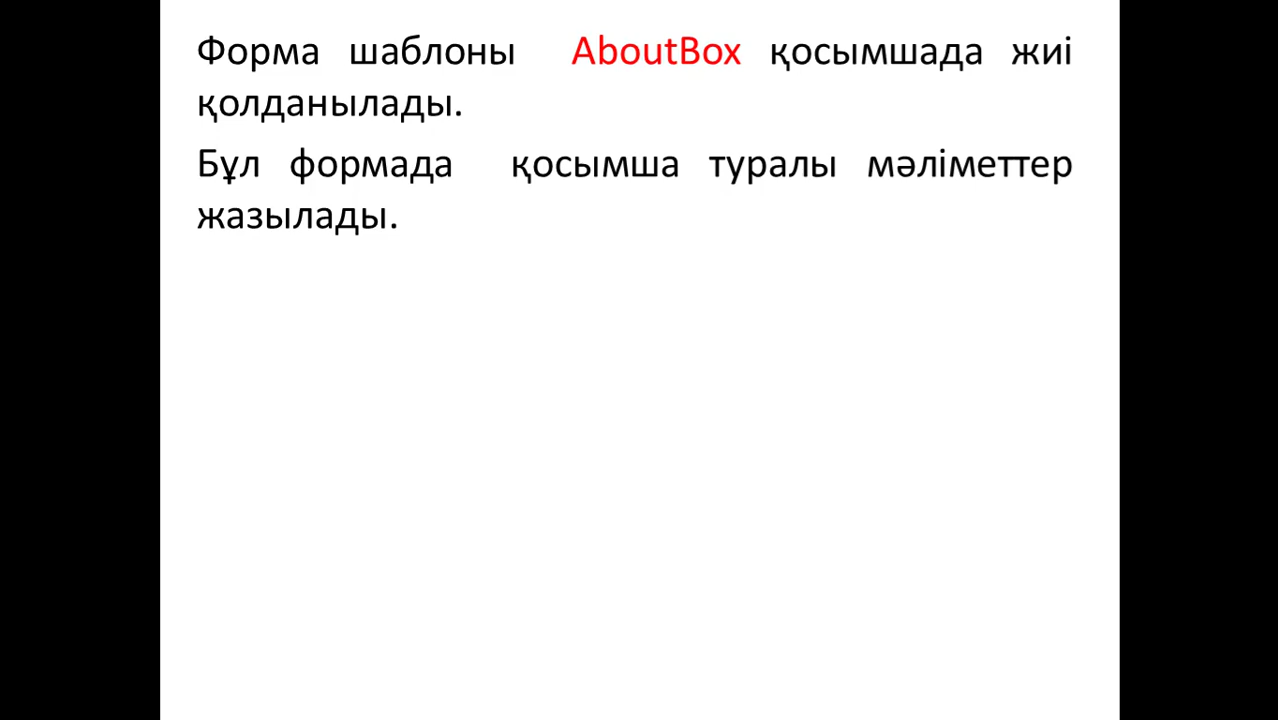 Форма шаблоны AboutBox қосымшада жиі
қолданылады.
Бұл формада қосымша туралы мәліметтер
жазылады.